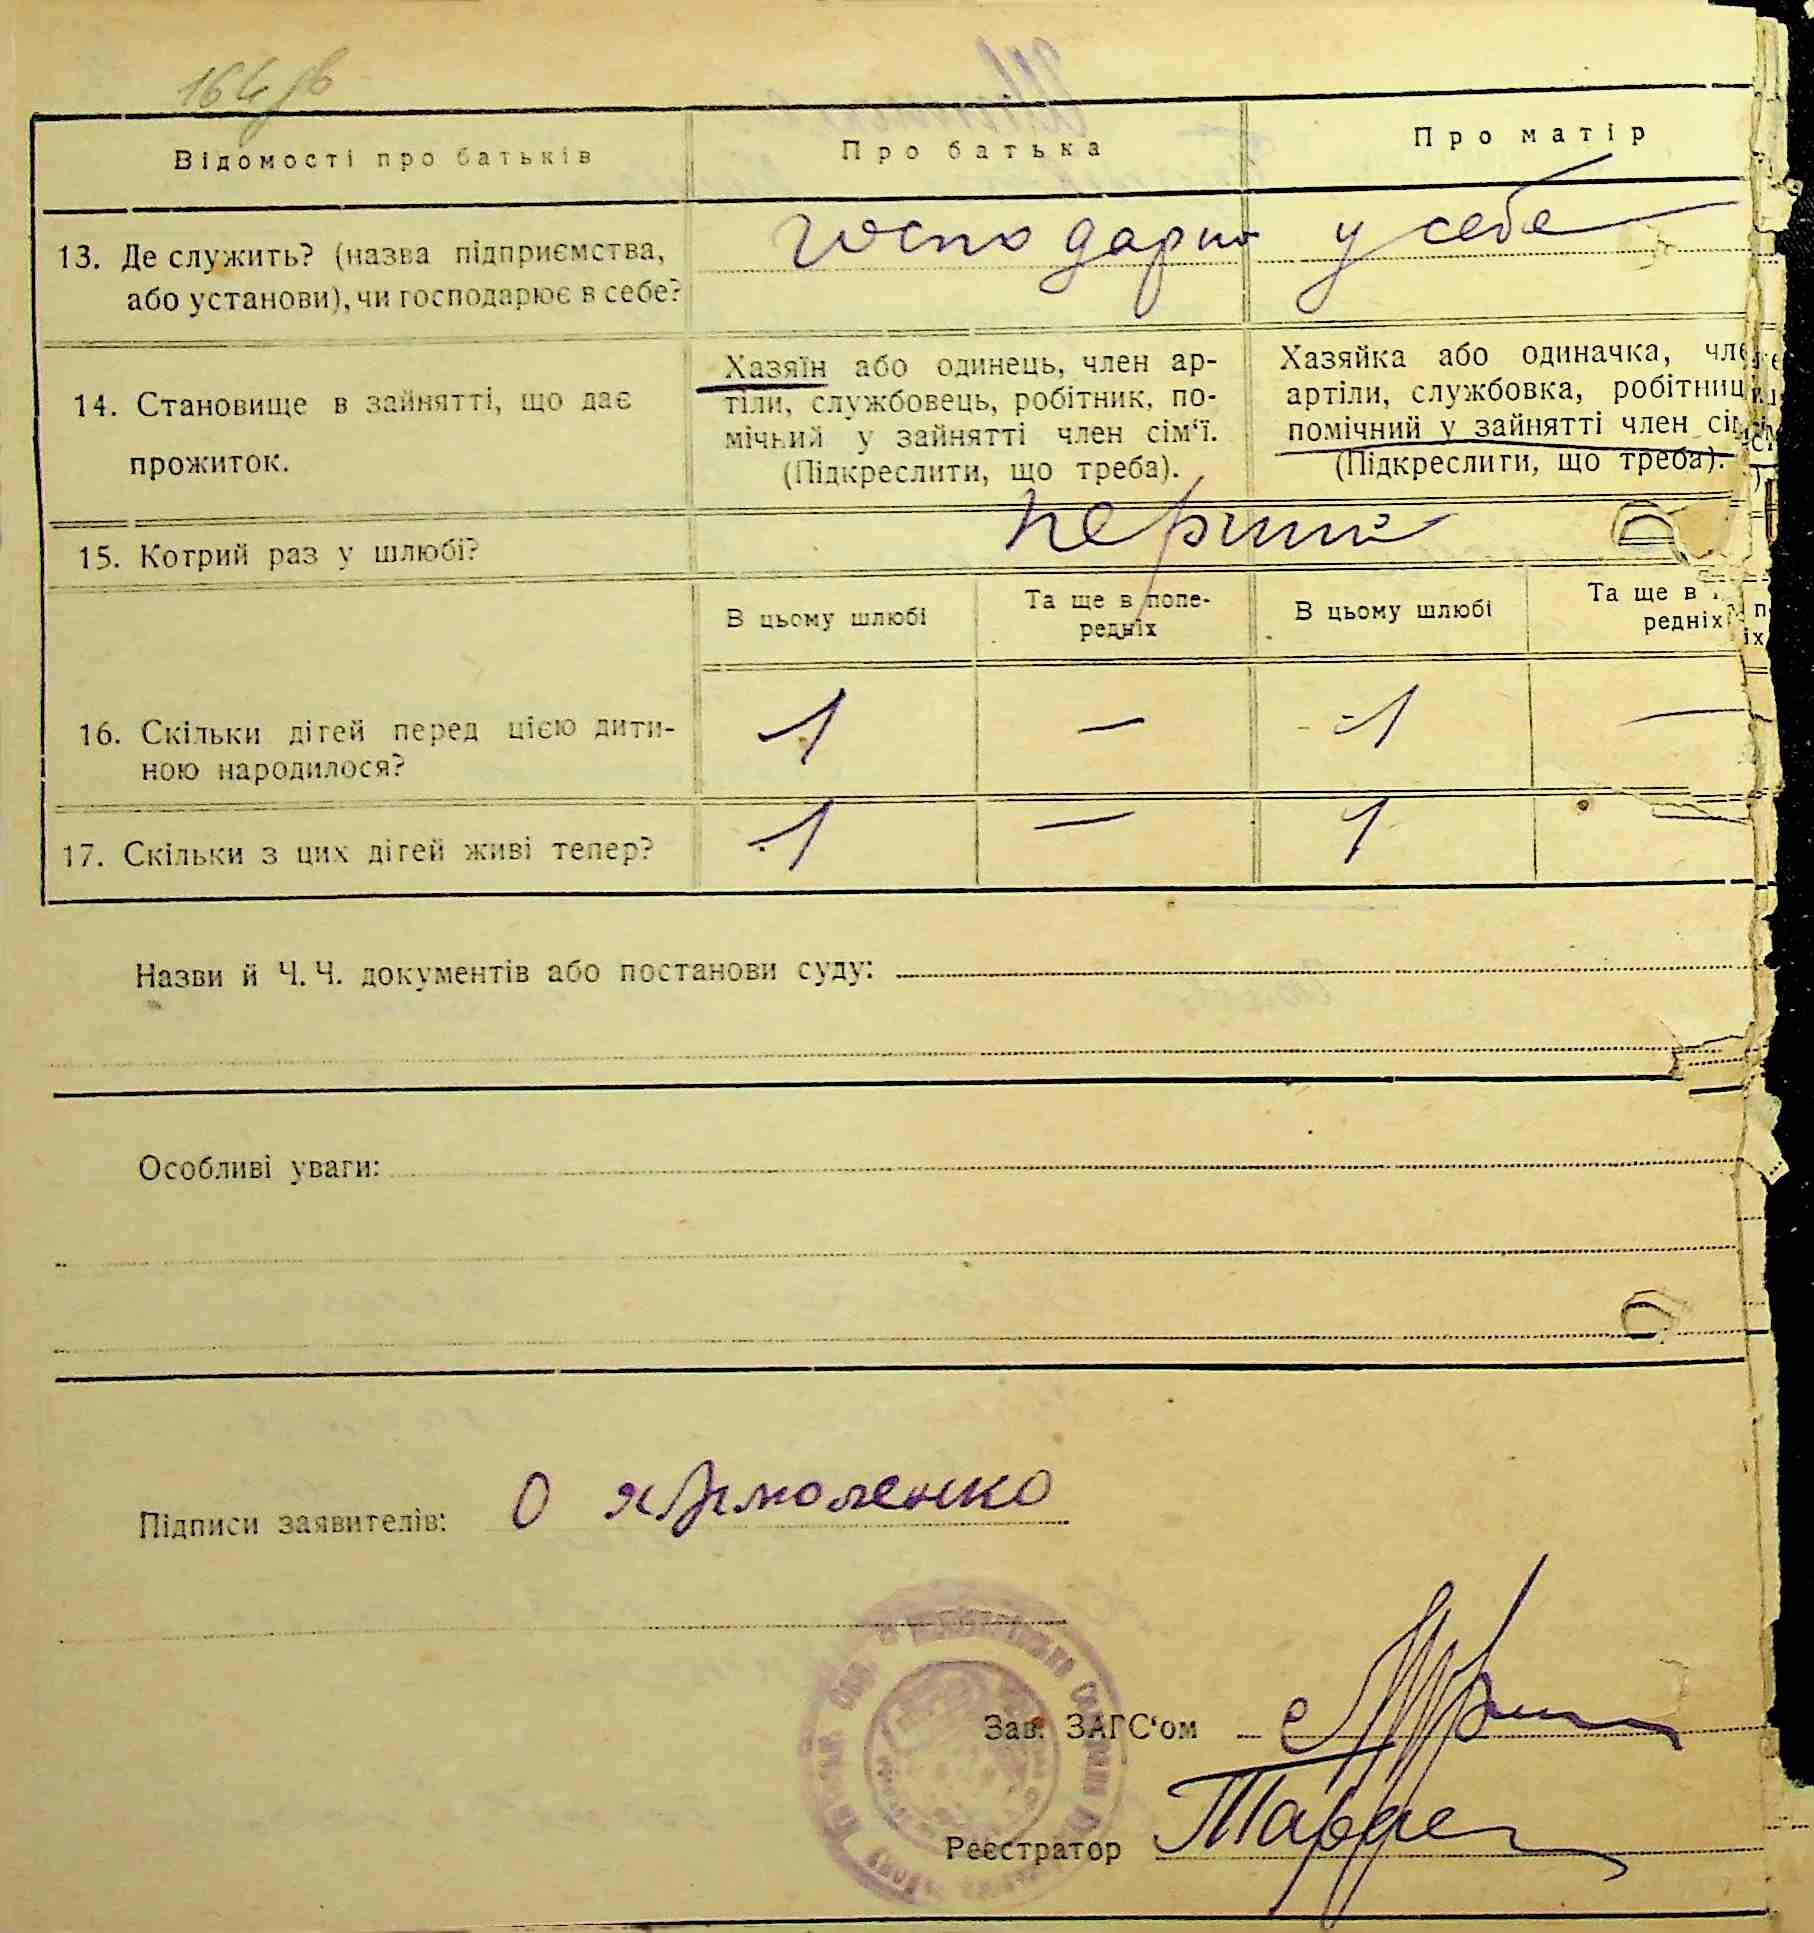 164 зв
Відомості про батьків
Про батька
Про матір
13. Де служить? (назва підприємства,
або установи), чи господарює в себе?
господарює у себе
14. Становище в зайнятті, що дає
прожиток.
Хазяїн або одинець, член ар-
тіли, службовець, робітник, по-
мічний у зайнятті член сім'ї.
(Підкреслити, що треба).
Хазяйка або одиначка,
артіли, службовка,
помічний у зайнятті член
(Підкреслити, що треба).
15. Котрий раз у шлюбі?
перший
В цьому шлюбі
Та ще в попе-
редніх
В цьому шлюбі
Та ще в
редніх
16. Скільки дітей перед цією дити-
ною народилося?
1 — 1 —
17. Скільки з цих дітей живі тепер?
1 — 1
Назви й Ч. Ч. документів або постанови суду:
Особливі уваги:
Підписи заявителів: О Ярмоленко
Зав. ЗАГС'ом
Реєстратор